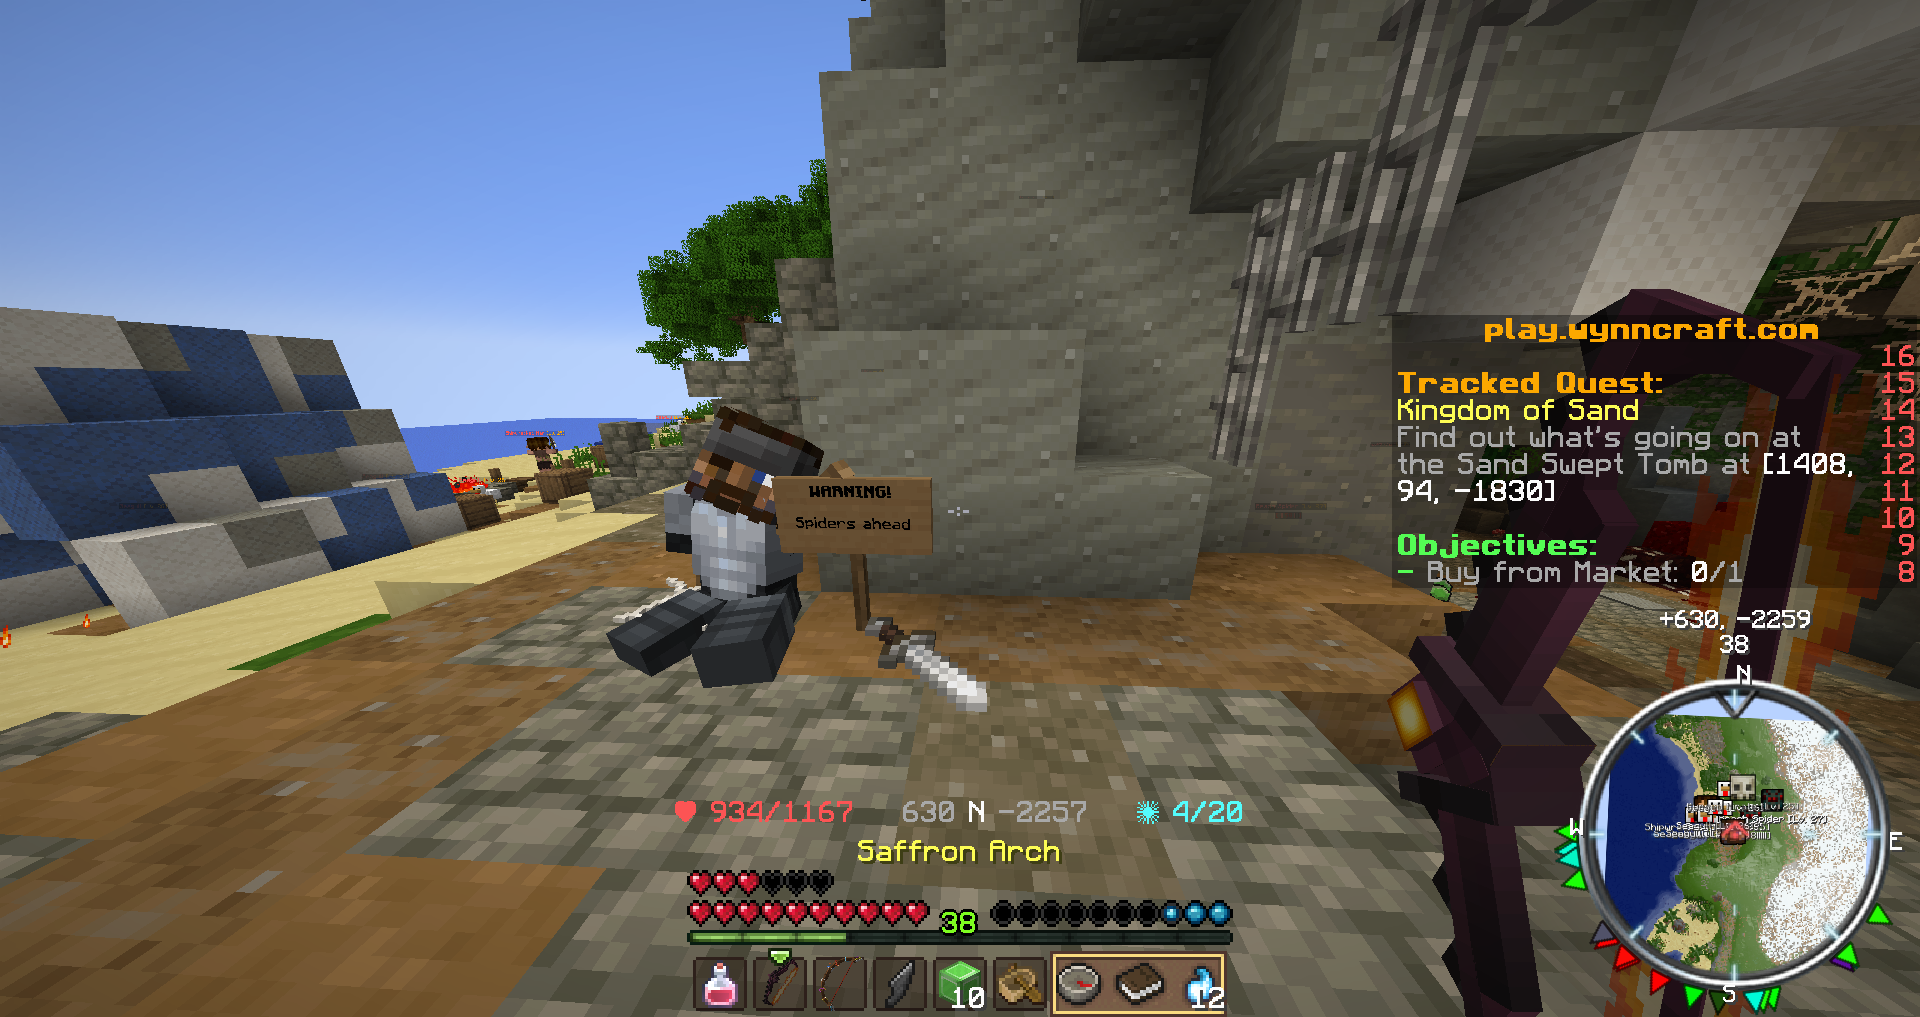 WARNING!
Spiders ahead
play.wynncraft.com
16
Tracked Quest:
15
Kingdom of Sand
14
Find out what's going on at
13
the Sand Swept Tomb at [1408,
12
94, -1830]
11
10
Objectives:
9
- Buy from Market: 0/1
8
+630, -2259
38
N
W
E
S
934/1167
630 N -2257
4/20
Saffron Arch
38
10
12